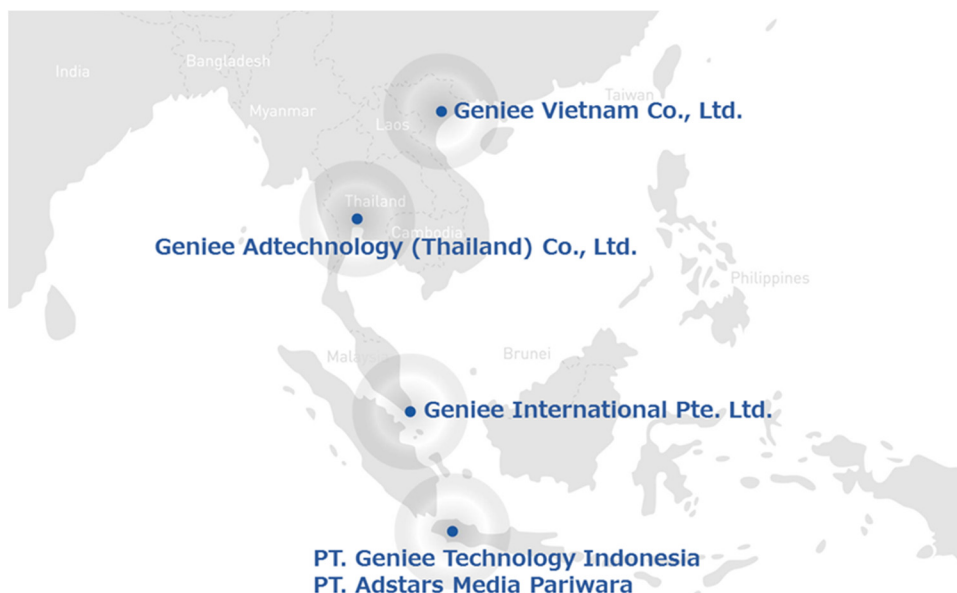 India
Bangladesh
Myanmar
Taiwan
Geniee Vietnam Co., Ltd.
Laos
Thailand
Cambodia
Geniee Adtechnology (Thailand) Co., Ltd.
Philippines
Malaysia
Brunei
Geniee International Pte. Ltd.
PT. Geniee Technology Indonesia
PT. Adstars Media Pariwara